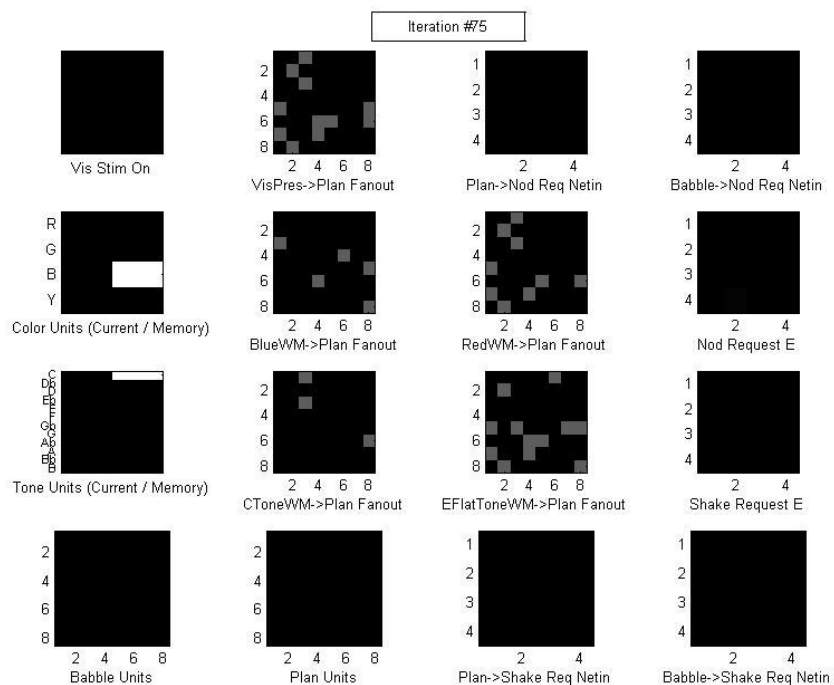 Iteration #75
Vis Stim On
2
4
6
8
2 4 6 8
VisPres->Plan Fanout
1
2
3
4
2 4
Plan->Nod Req Netin
1
2
3
4
2 4
Babble->Nod Req Netin
R
G
B
Y
Color Units (Current / Memory)
2
4
6
8
2 4 6 8
BlueWM->Plan Fanout
2
4
6
8
2 4 6 8
RedWM->Plan Fanout
1
2
3
4
2 4
Nod Request E
C
Db
D
Eb
E
F
Gb
G
Ab
A
Bb
B
Tone Units (Current / Memory)
2
4
6
8
2 4 6 8
CToneWM->Plan Fanout
2
4
6
8
2 4 6 8
EFlatToneWM->Plan Fanout
1
2
3
4
2 4
Shake Request E
2
4
6
8
2 4 6 8
Babble Units
2
4
6
8
2 4 6 8
Plan Units
1
2
3
4
2 4
Plan->Shake Req Netin
1
2
3
4
2 4
Babble->Shake Req Netin